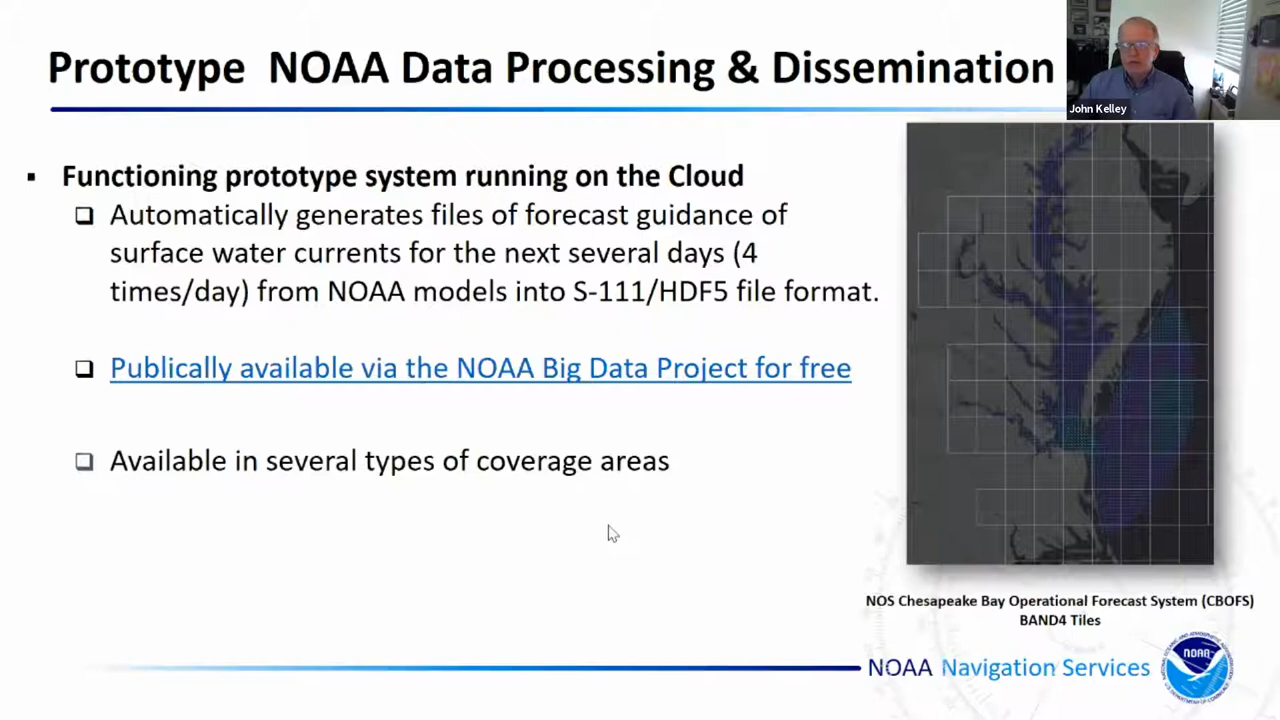 Prototype NOAA Data Processing & Dissemination
John Kelley
▪ Functioning prototype system running on the Cloud
❑ Automatically generates files of forecast guidance of
surface water currents for the next several days (4
times/day) from NOAA models into S-111/HDF5 file format.
❑ Publically available via the NOAA Big Data Project for free
❑ Available in several types of coverage areas
NOS Chesapeake Bay Operational Forecast System (CBOFS)
BAND4 Tiles
NOAA Navigation Services
NOAA